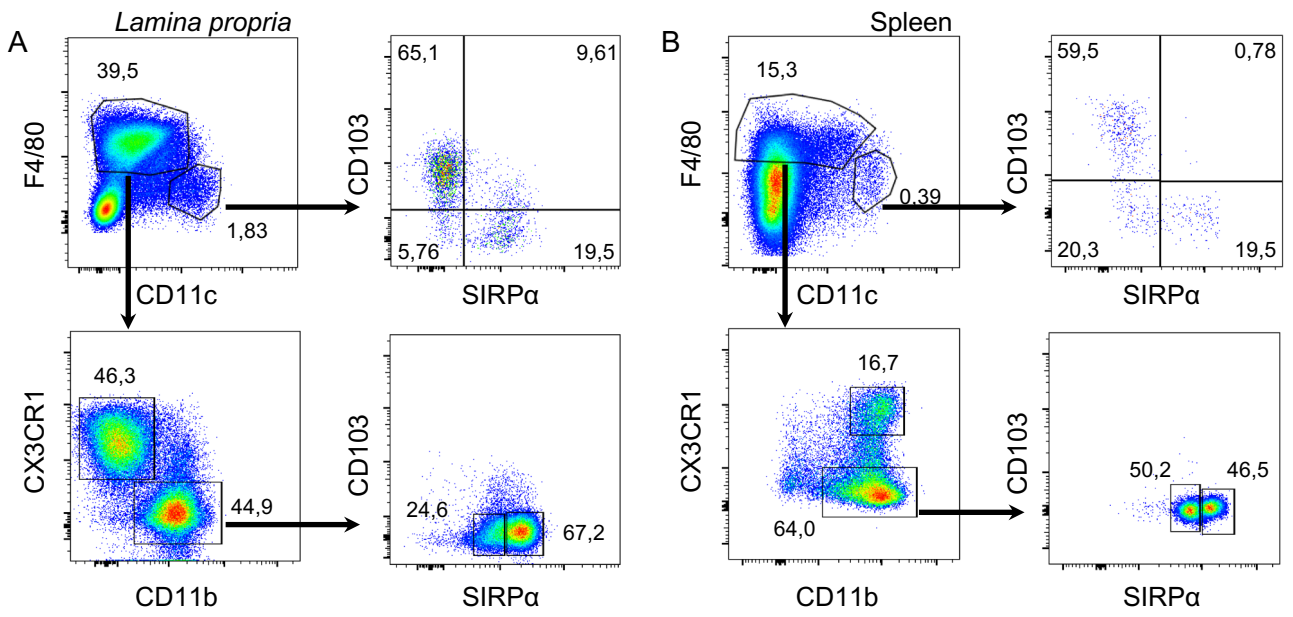 A
Lamina propria
39,5
F4/80
1,83
CD11c
65,1
9,61
CD103
5,76
19,5
SIRPα
46,3
CX3CR1
44,9
CD11b
CD103
24,6
67,2
SIRPα
B
Spleen
15,3
F4/80
0.39
CD11c
59,5
0,78
CD103
20,3
19,5
SIRPα
16,7
CX3CR1
64,0
CD11b
CD103
50,2
46,5
SIRPα